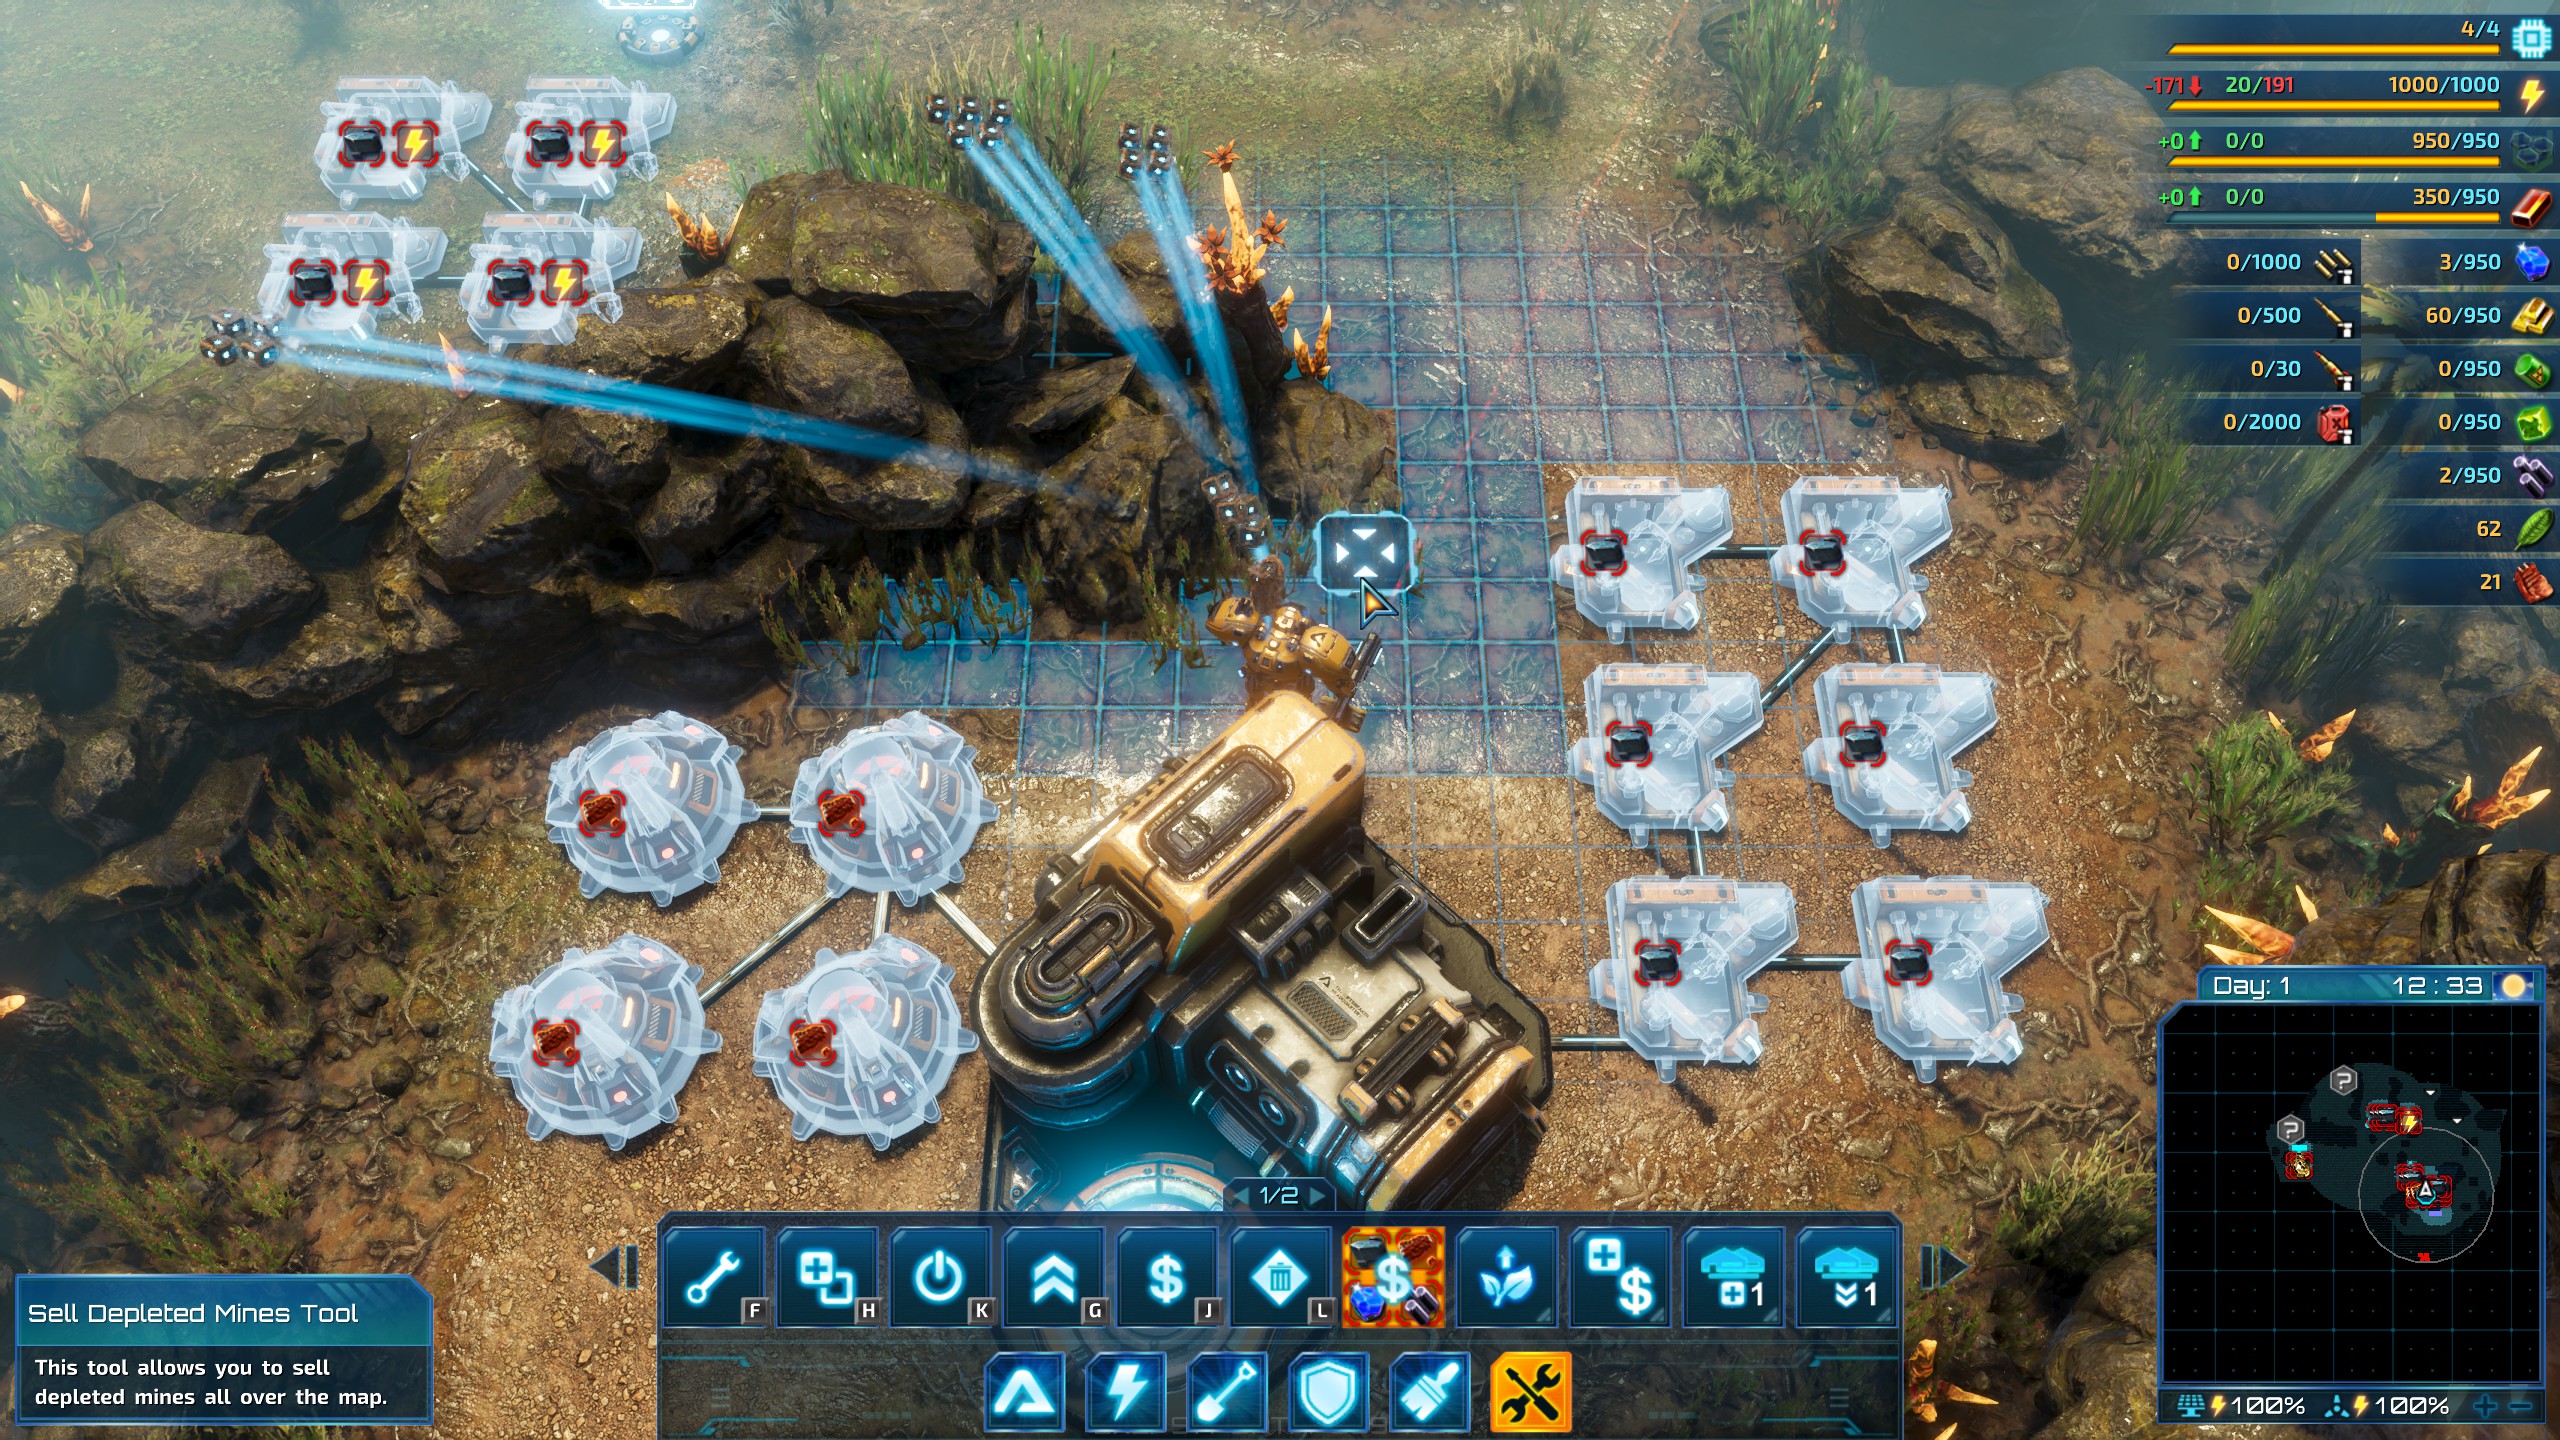 4/4
-171 20/191 1000/1000
+0 0/0 950/950
+0 0/0 350/950
0/1000 3/950
0/500 60/950
0/30 0/950
0/2000 0/950
2/950
62
21
Day: 1 12:33
1/2
F H K G J L 1 1
Sell Depleted Mines Tool
This tool allows you to sell
depleted mines all over the map.
100% 100%